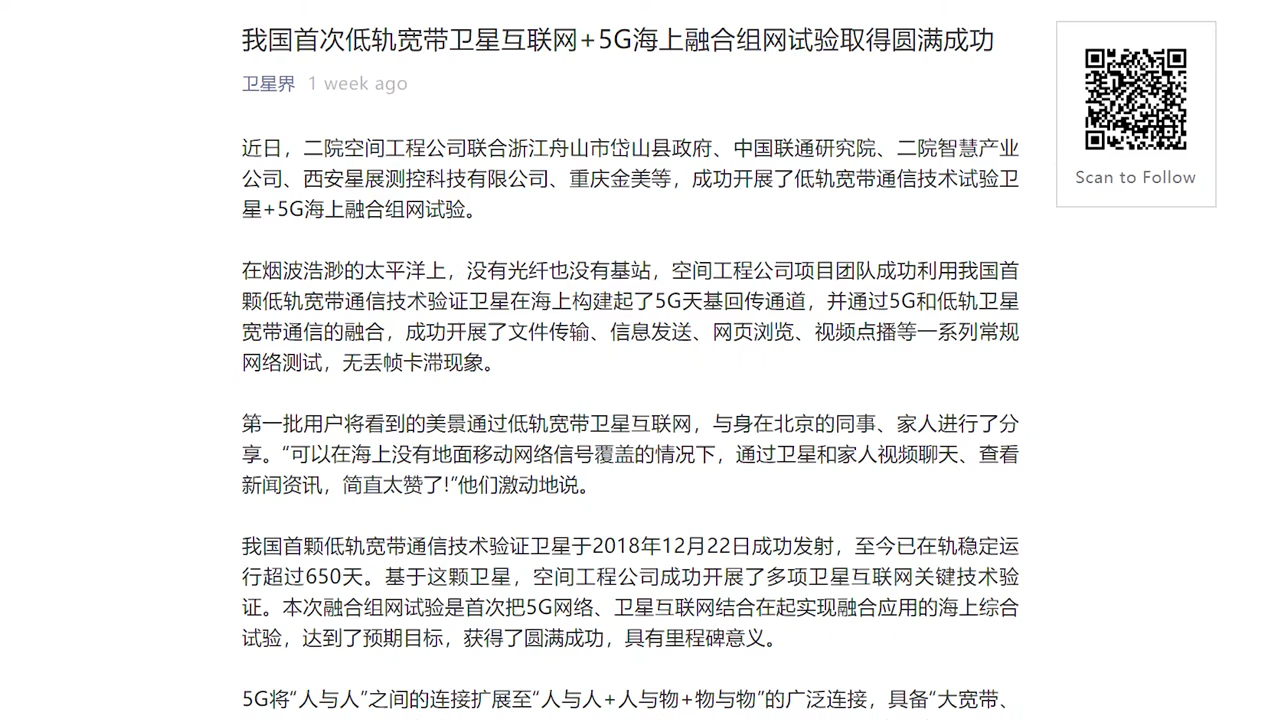 我国首次低轨宽带卫星互联网+5G海上融合组网试验取得圆满成功
卫星界 1 week ago
Scan to Follow
近日，二院空间工程公司联合浙江舟山市岱山县政府、中国联通研究院、二院智慧产业
公司、西安星展测控科技有限公司、重庆金美等，成功开展了低轨宽带通信技术试验卫
星+5G海上融合组网试验。
在烟波浩渺的太平洋上，没有光纤也没有基站，空间工程公司项目团队成功利用我国首
颗低轨宽带通信技术验证卫星在海上构建起了5G天基回传通道，并通过5G和低轨卫星
宽带通信的融合，成功开展了文件传输、信息发送、网页浏览、视频点播等一系列常规
网络测试，无丢帧卡滞现象。
第一批用户将看到的美景通过低轨宽带卫星互联网，与身在北京的同事、家人进行了分
享。“可以在海上没有地面移动网络信号覆盖的情况下，通过卫星和家人视频聊天、查看
新闻资讯，简直太赞了!”他们激动地说。
我国首颗低轨宽带通信技术验证卫星于2018年12月22日成功发射，至今已在轨稳定运
行超过650天。基于这颗卫星，空间工程公司成功开展了多项卫星互联网关键技术验
证。本次融合组网试验是首次把5G网络、卫星互联网结合在起实现融合应用的海上综合
试验，达到了预期目标，获得了圆满成功，具有里程碑意义。
5G将“人与人”之间的连接扩展至“人与人+人与物+物与物”的广泛连接，具备“大宽带、